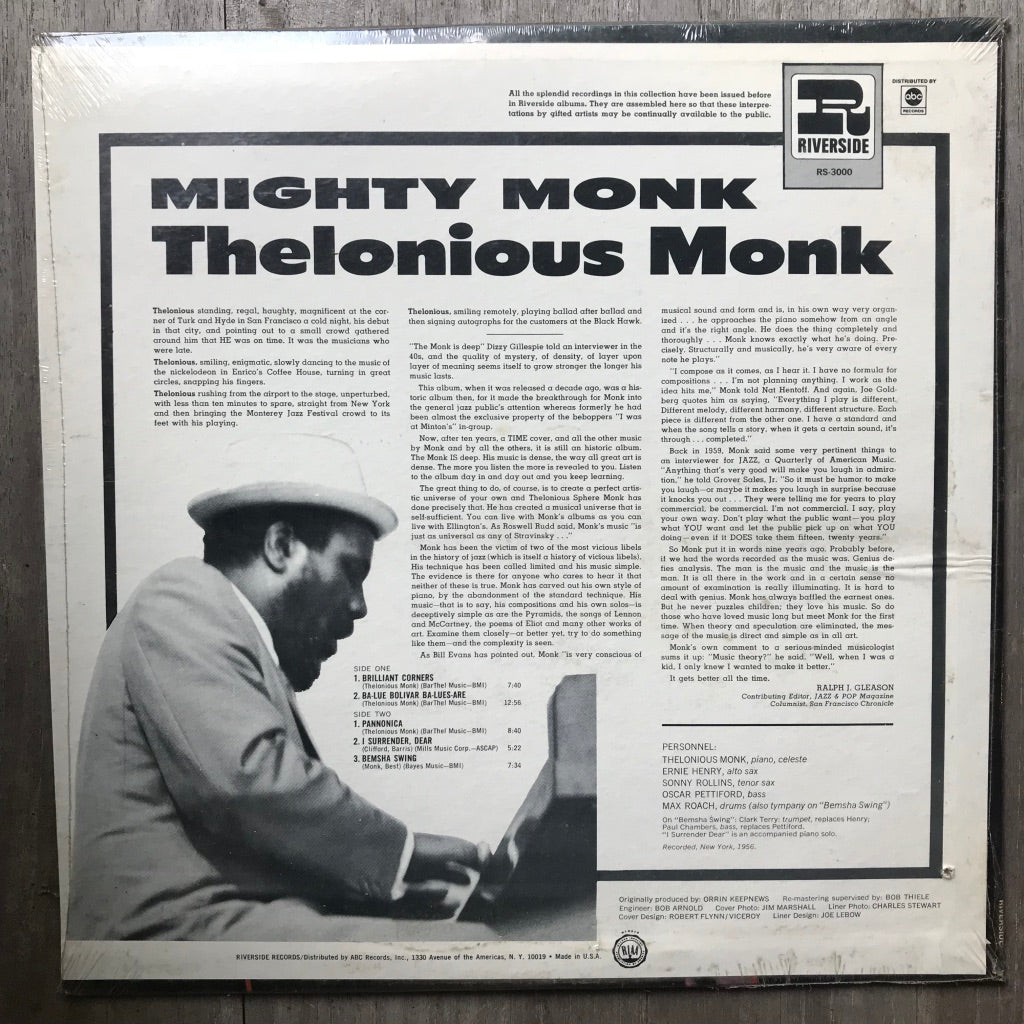 All the splendid recordings in this collection have been issued before
in Riverside albums. They are assembled here so that these interpre-
tations by gifted artists may be continually available to the public.
R
RIVERSIDE
RS-3000
DISTRIBUTED BY
abc
RECORDS
MIGHTY MONK
Thelonious Monk
Thelonious standing, regal, haughty, magnificent at the cor-
ner of Turk and Hyde in San Francisco a cold night, his debut
in that city, and pointing out to a small crowd gathered
around him that HE was on time. It was the musicians who
were late.
Thelonious, smiling, enigmatic, slowly dancing to the music of
the nickelodeon in Enrico's Coffee House, turning in great
circles, snapping his fingers.
Thelonious rushing from the airport to the stage, unperturbed,
with less than ten minutes to spare, straight from New York
and then bringing the Monterey Jazz Festival crowd to its
feet with his playing.
Thelonious, smiling remotely, playing ballad after ballad and
then signing autographs for the customers at the Black Hawk.
"The Monk is deep" Dizzy Gillespie told an interviewer in the
40s, and the quality of mystery, of density, of layer upon
layer of meaning seems itself to grow stronger the longer his
music lasts.
This album, when it was released a decade ago, was a his-
toric album then, for it made the breakthrough for Monk into
the general jazz public's attention whereas formerly he had
been almost the exclusive property of the beboppers "I was
at Minton's" in-group.
Now, after ten years, a TIME cover, and all the other music
by Monk and by all the others, it is still an historic album.
The Monk IS deep. His music is dense, the way all great art is
dense. The more you listen the more is revealed to you. Listen
to the album day in and day out and you keep learning.
The great thing to do, of course, is to create a perfect artis-
tic universe of your own and Thelonious Sphere Monk has
done precisely that. He has created a musical universe that is
self-sufficient. You can live with Monk's albums as you can
live with Ellington's. As Roswell Rudd said, Monk's music "is
just as universal as any of Stravinsky . . ."
Monk has been the victim of two of the most vicious libels
in the history of jazz (which is itself a history of vicious libels).
His technique has been called limited and his music simple.
The evidence is there for anyone who cares to hear it that
neither of these is true. Monk has carved out his own style of
piano, by the abandonment of the standard technique. His
music—that is to say, his compositions and his own solos—is
deceptively simple as are the Pyramids, the songs of Lennon
and McCartney, the poems of Eliot and many other works of
art. Examine them closely—or better yet, try to do something
like them—and the complexity is seen.
As Bill Evans has pointed out, Monk "is very conscious of
musical sound and form and is, in his own way very organ-
ized . . . he approaches the piano somehow from an angle
and it's the right angle. He does the thing completely and
thoroughly . . . Monk knows exactly what he's doing. Pre-
cisely. Structurally and musically, he's very aware of every
note he plays."
"I compose as it comes, as I hear it. I have no formula for
compositions . . . I'm not planning anything. I work as the
idea hits me," Monk told Nat Hentoff. And again, Joe Gold-
berg quotes him as saying, "Everything I play is different.
Different melody, different harmony, different structure. Each
piece is different from the other one. I have a standard and
when the song tells a story, when it gets a certain sound, it's
through . . . completed."
Back in 1959, Monk said some very pertinent things to
an interviewer for JAZZ, a Quarterly of American Music.
"Anything that's very good will make you laugh in admira-
tion," he told Grover Sales, Jr. "So it must be humor to make
you laugh—or maybe it makes you laugh in surprise because
it knocks you out . . . They were telling me for years to play
commercial, be commercial. I'm not commercial. I say, play
your own way. Don't play what the public want—you play
what YOU want and let the public pick up on what YOU
doing—even if it DOES take them fifteen, twenty years."
So Monk put it in words nine years ago. Probably before,
if we had the words recorded as the music was. Genius de-
fies analysis. The man is the music and the music is the
man. It is all there in the work and in a certain sense no
amount of examination is really illuminating. It is hard to
deal with genius. Monk has always baffled the earnest ones.
But he never puzzles children; they love his music. So do
those who have loved music long but meet Monk for the first
time. When theory and speculation are eliminated, the mes-
sage of the music is direct and simple as in all art.
Monk's own comment to a serious-minded musicologist
sums it up: "Music theory?" he said, "Well, when I was a
kid, I only knew I wanted to make it better."
It gets better all the time.
RALPH J. GLEASON
Contributing Editor, JAZZ & POP Magazine
Columnist, San Francisco Chronicle
SIDE ONE
1. BRILLIANT CORNERS
(Thelonious Monk) (BarThel Music—BMI) 7:40
2. BA-LUE BOLIVAR BA-LUES-ARE
(Thelonious Monk) (BarThel Music—BMI) 12:56
SIDE TWO
1. PANNONICA
(Thelonious Monk) (BarThel Music—BMI) 8:40
2. I SURRENDER, DEAR
(Clifford, Barris) (Mills Music Corp.—ASCAP) 5:22
3. BEMSHA SWING
(Monk, Best) (Bayes Music—BMI) 7:34
PERSONNEL:
THELONIOUS MONK, piano, celeste
ERNIE HENRY, alto sax
SONNY ROLLINS, tenor sax
OSCAR PETTIFORD, bass
MAX ROACH, drums (also tympany on "Bemsha Swing")
On "Bemsha Swing": Clark Terry: trumpet, replaces Henry;
Paul Chambers, bass, replaces Pettiford.
"I Surrender Dear" is an accompanied piano solo.
Recorded, New York, 1956.
Originally produced by: ORRIN KEEPNEWS Re-mastering supervised by: BOB THIELE
Engineer: BOB ARNOLD Cover Photo: JIM MARSHALL Liner Photo: CHARLES STEWART
Cover Design: ROBERT FLYNN/VICEROY Liner Design: JOE LEBOW
RIVERSIDE RECORDS/Distributed by ABC Records, Inc., 1330 Avenue of the Americas, N. Y. 10019 • Made in U.S.A.
RIAA